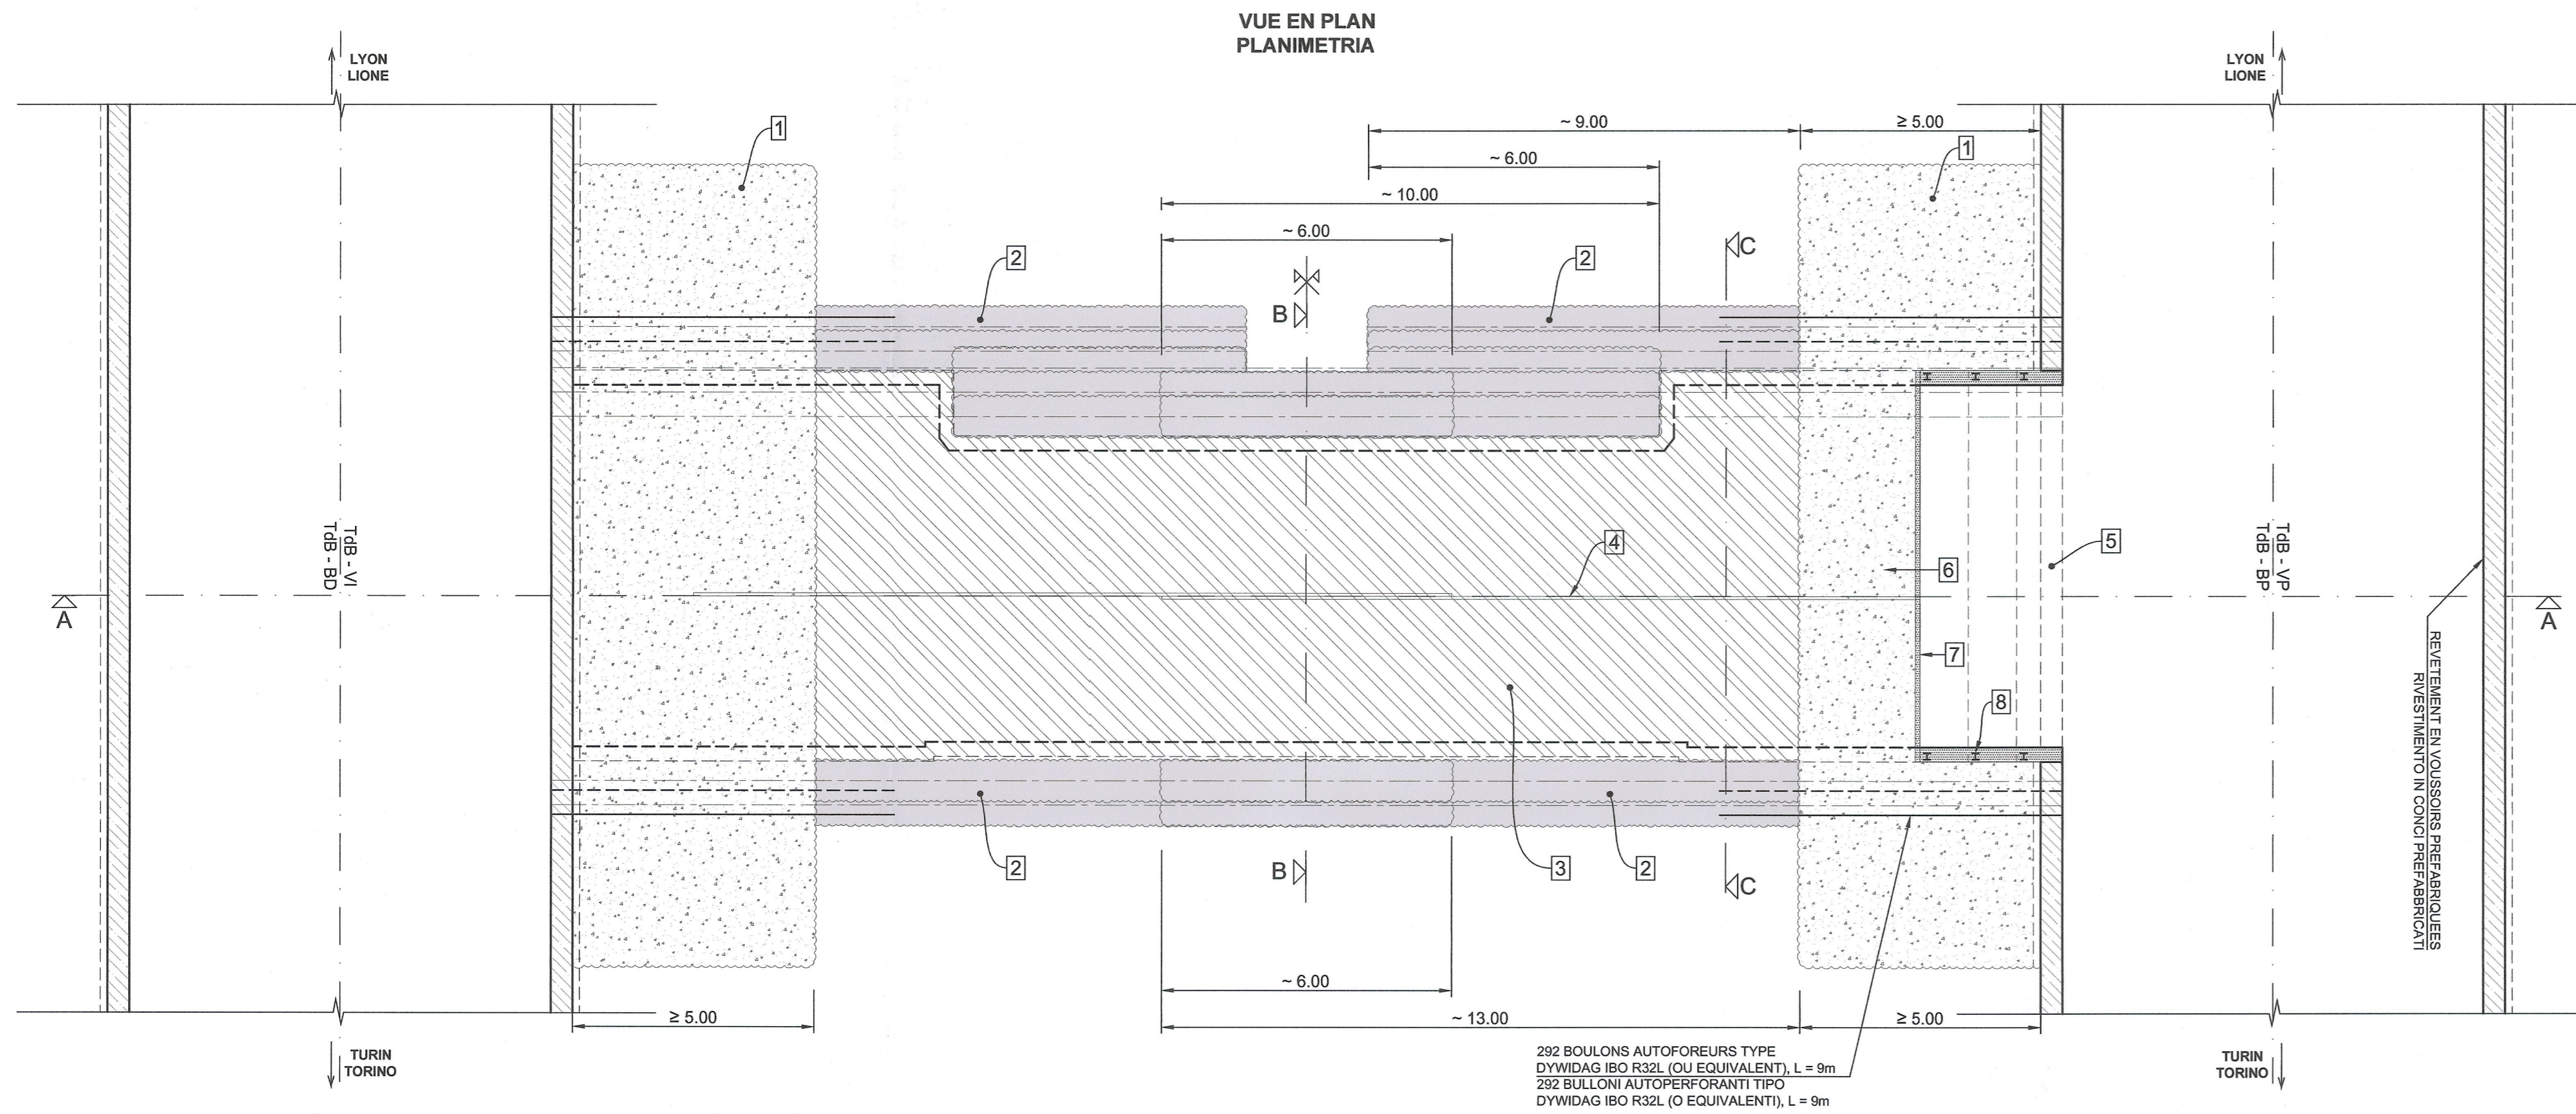 VUE EN PLAN
PLANIMETRIA
LYON
LIONE
LYON
LIONE
1
~ 9.00
≥ 5.00
1
~ 6.00
~ 10.00
~ 6.00
2
2
C
B
4
5
6
TdB - VI
TdB - BD
TdB - VP
TdB - BP
A
A
7
8
REVETEMENT EN VOUSSOIRS PREFABRIQUEES
RIVESTIMENTO IN CONCI PREFABBRICATI
2
B
3
2
C
~ 6.00
≥ 5.00
~ 13.00
≥ 5.00
TURIN
TORINO
292 BOULONS AUTOFOREURS TYPE
DYWIDAG IBO R32L (OU EQUIVALENT), L = 9m
292 BULLONI AUTOPERFORANTI TIPO
DYWIDAG IBO R32L (O EQUIVALENTI), L = 9m
TURIN
TORINO